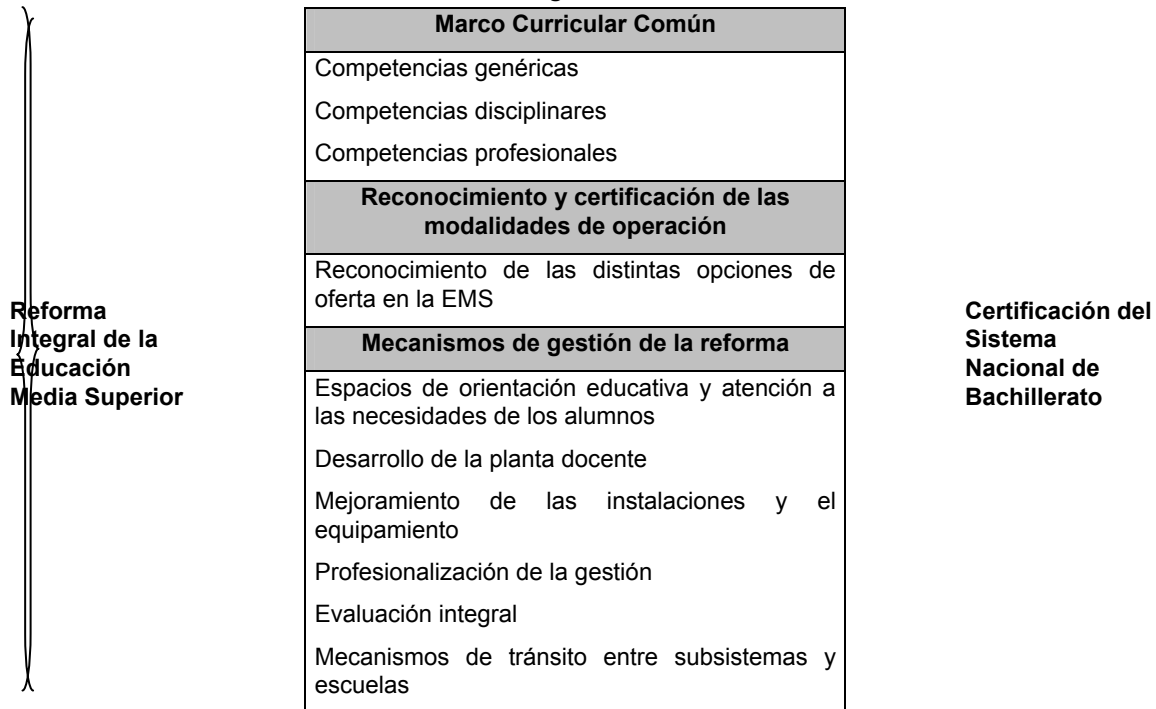 Reforma
Integral de la
Educación
Media Superior
Marco Curricular Común
Competencias genéricas
Competencias disciplinares
Competencias profesionales
Reconocimiento y certificación de las
modalidades de operación
Reconocimiento de las distintas opciones de
oferta en la EMS
Mecanismos de gestión de la reforma
Espacios de orientación educativa y atención a
las necesidades de los alumnos
Desarrollo de la planta docente
Mejoramiento de las instalaciones y el
equipamiento
Profesionalización de la gestión
Evaluación integral
Mecanismos de tránsito entre subsistemas y
escuelas
Certificación del
Sistema
Nacional de
Bachillerato